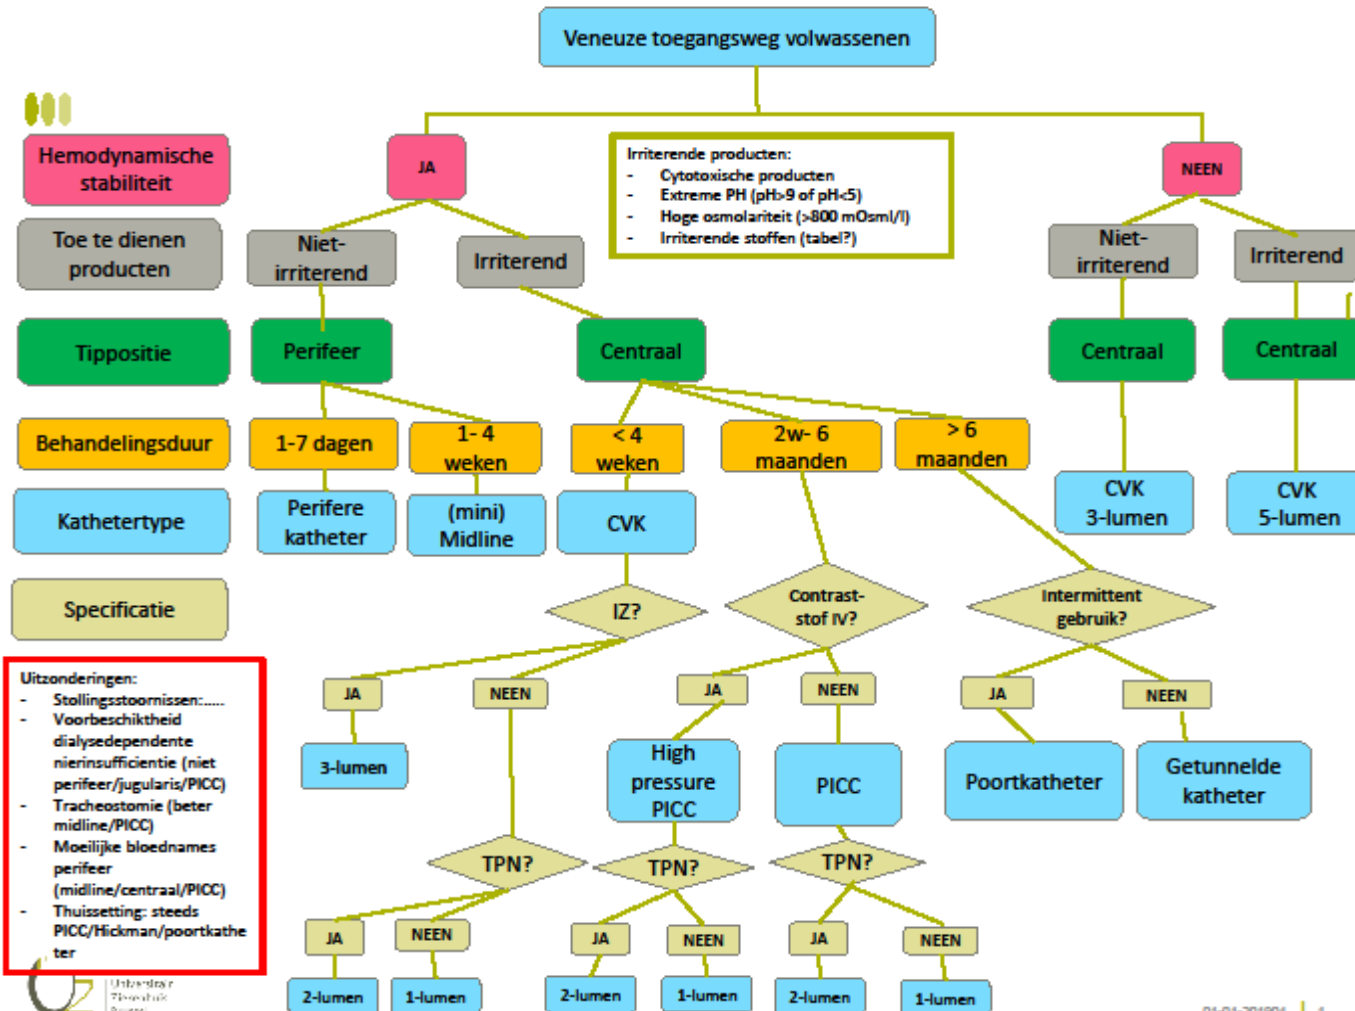 Veneuze toegangsweg volwassenen
Hemodynamische
stabiliteit
JA
Irriterende producten:
- Cytotoxische producten
- Extreme PH (pH>9 of pH<5)
- Hoge osmolariteit (>800 mOsml/l)
- Irriterende stoffen (tabel?)
NEEN
Toe te dienen
producten
Niet-
irriterend
Irriterend
Niet-
irriterend
Irriterend
Tippositie
Perifeer
Centraal
Centraal
Centraal
Behandelingsduur
1-7 dagen
1- 4
weken
< 4
weken
2w- 6
maanden
> 6
maanden
Kathetertype
Perifere
katheter
(mini)
Midline
CVK
CVK
3-lumen
CVK
5-lumen
Specificatie
IZ?
Contrast-
stof IV?
Intermittent
gebruik?
Uitzonderingen:
- Stollingsstoornissen:.....
- Voorbeschiktheid
dialysedependente
nierinsufficientie (niet
perifeer/jugularis/PICC)
- Tracheostomie (beter
midline/PICC)
- Moeilijke bloednames
perifeer
(midline/centraal/PICC)
- Thuissetting: steeds
PICC/Hickman/poortkathe
ter
JA
NEEN
JA
NEEN
JA
NEEN
3-lumen
High
pressure
PICC
PICC
Poortkatheter
Getunnelde
katheter
TPN?
TPN?
TPN?
JA
NEEN
JA
NEEN
JA
NEEN
2-lumen
1-lumen
2-lumen
1-lumen
2-lumen
1-lumen
Universitair
Ziekenhuis